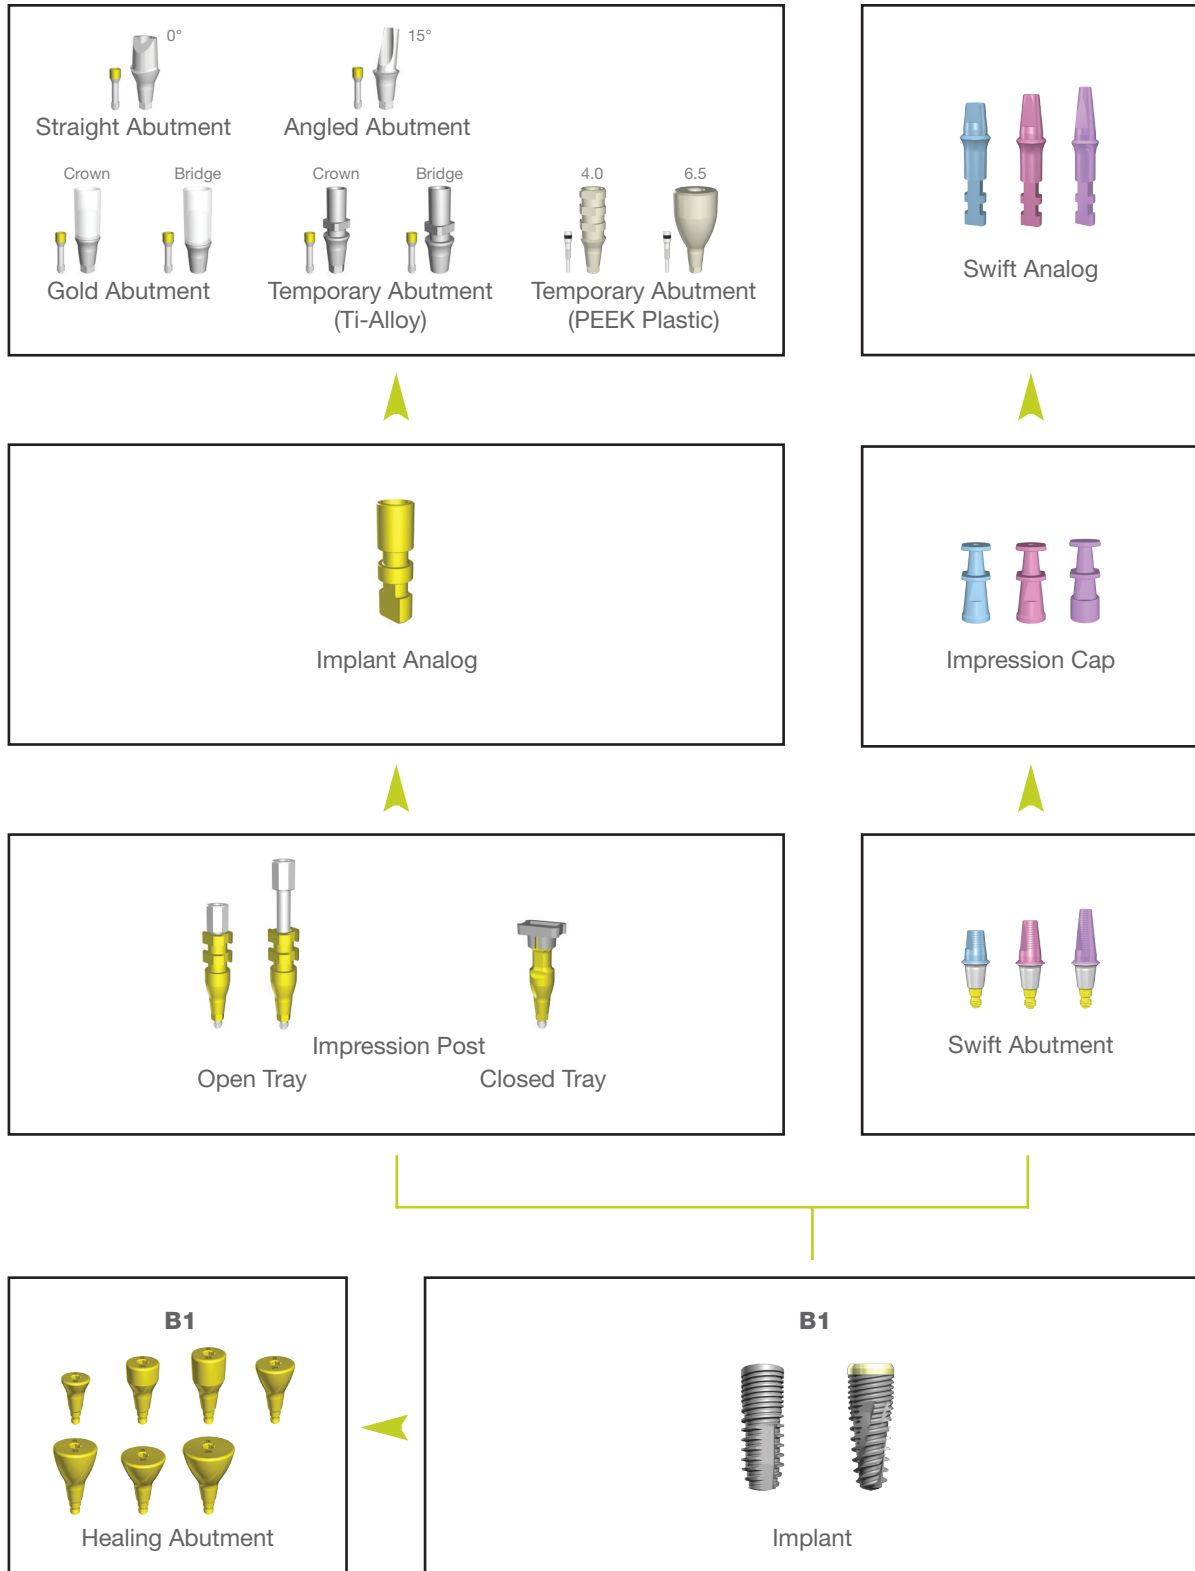 0°
15°
Straight Abutment
Angled Abutment
Crown
Bridge
Crown
Bridge
4.0
6.5
Gold Abutment
Temporary Abutment
(Ti-Alloy)
Temporary Abutment
(PEEK Plastic)
Swift Analog
Implant Analog
Impression Cap
Impression Post
Open Tray
Closed Tray
Swift Abutment
B1
Healing Abutment
B1
Implant